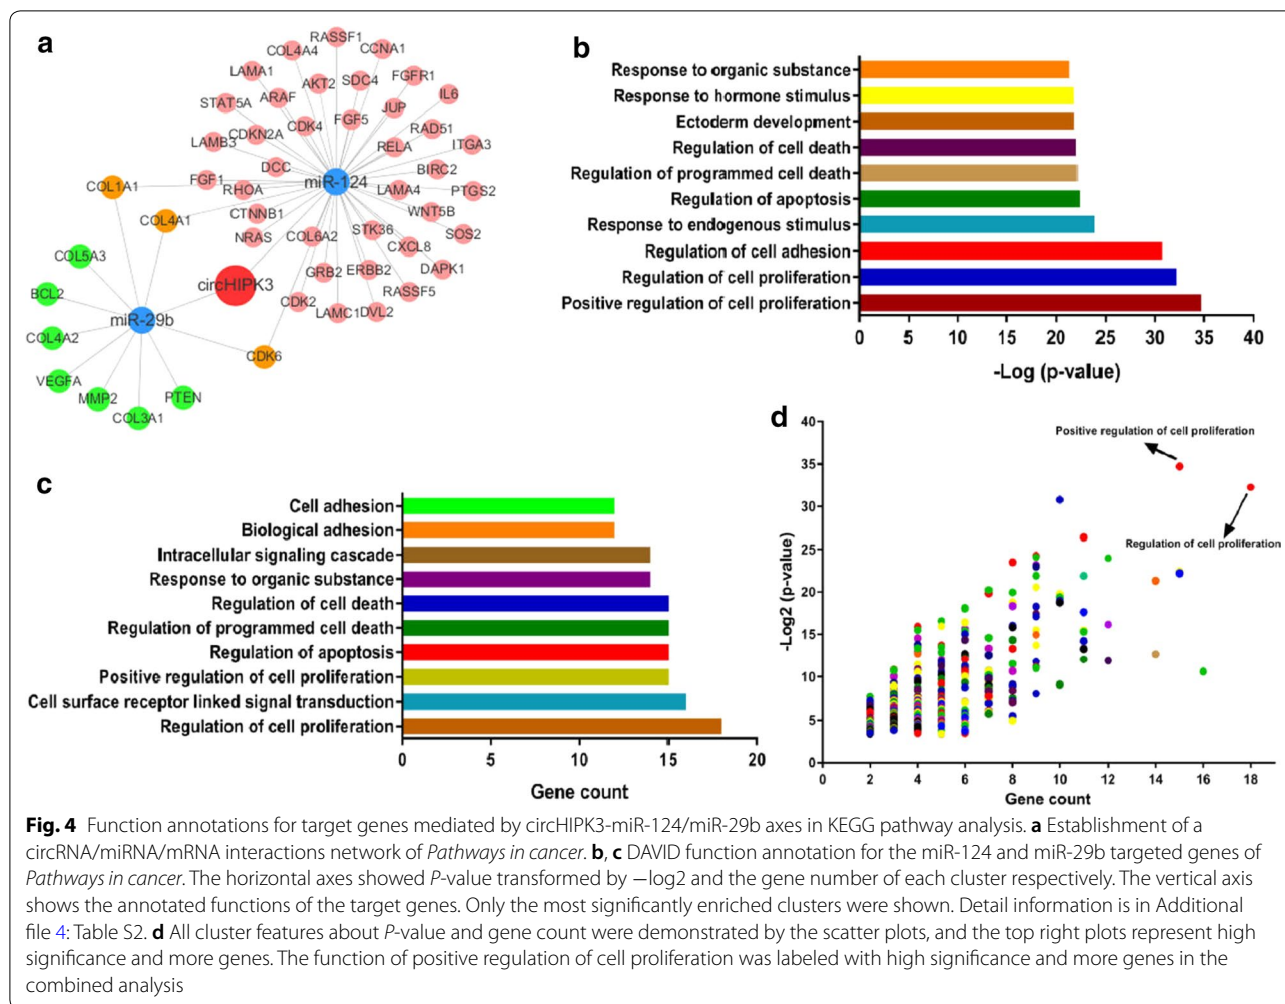 a
RASSF1
COL4A4
CCNA1
LAMA1
AKT2
SDC4
FGFR1
STAT5A
ARAF
JUP
IL6
CDKN2A
CDK4
FGF5
RAD51
LAMB3
RELA
ITGA3
DCC
BIRC2
COL1A1
FGF1
RHOA
miR-124
LAMA4
PTGS2
COL4A1
CTNNB1
WNT5B
NRAS
COL6A2
STK36
CXCL8
SOS2
COL5A3
GRB2
ERBB2
DAPK1
circHIPK3
BCL2
CDK2
RASSF5
LAMC1
DVL2
miR-29b
COL4A2
CDK6
VEGFA
MMP2
COL3A1
PTEN
b
Response to organic substance
Response to hormone stimulus
Ectoderm development
Regulation of cell death
Regulation of programmed cell death
Regulation of apoptosis
Response to endogenous stimulus
Regulation of cell adhesion
Regulation of cell proliferation
Positive regulation of cell proliferation
0 5 10 15 20 25 30 35 40
-Log (p-value)
c
Cell adhesion
Biological adhesion
Intracellular signaling cascade
Response to organic substance
Regulation of cell death
Regulation of programmed cell death
Regulation of apoptosis
Positive regulation of cell proliferation
Cell surface receptor linked signal transduction
Regulation of cell proliferation
0 5 10 15 20
Gene count
d
40
35
30
25
20
15
10
5
0
-Log2 (p-value)
Positive regulation of cell proliferation
Regulation of cell proliferation
0 2 4 6 8 10 12 14 16 18
Gene count
Fig. 4 Function annotations for target genes mediated by circHIPK3-miR-124/miR-29b axes in KEGG pathway analysis. a Establishment of a
circRNA/miRNA/mRNA interactions network of Pathways in cancer. b, c DAVID function annotation for the miR-124 and miR-29b targeted genes of
Pathways in cancer. The horizontal axes showed P-value transformed by −log2 and the gene number of each cluster respectively. The vertical axis
shows the annotated functions of the target genes. Only the most significantly enriched clusters were shown. Detail information is in Additional
file 4: Table S2. d All cluster features about P-value and gene count were demonstrated by the scatter plots, and the top right plots represent high
significance and more genes. The function of positive regulation of cell proliferation was labeled with high significance and more genes in the
combined analysis